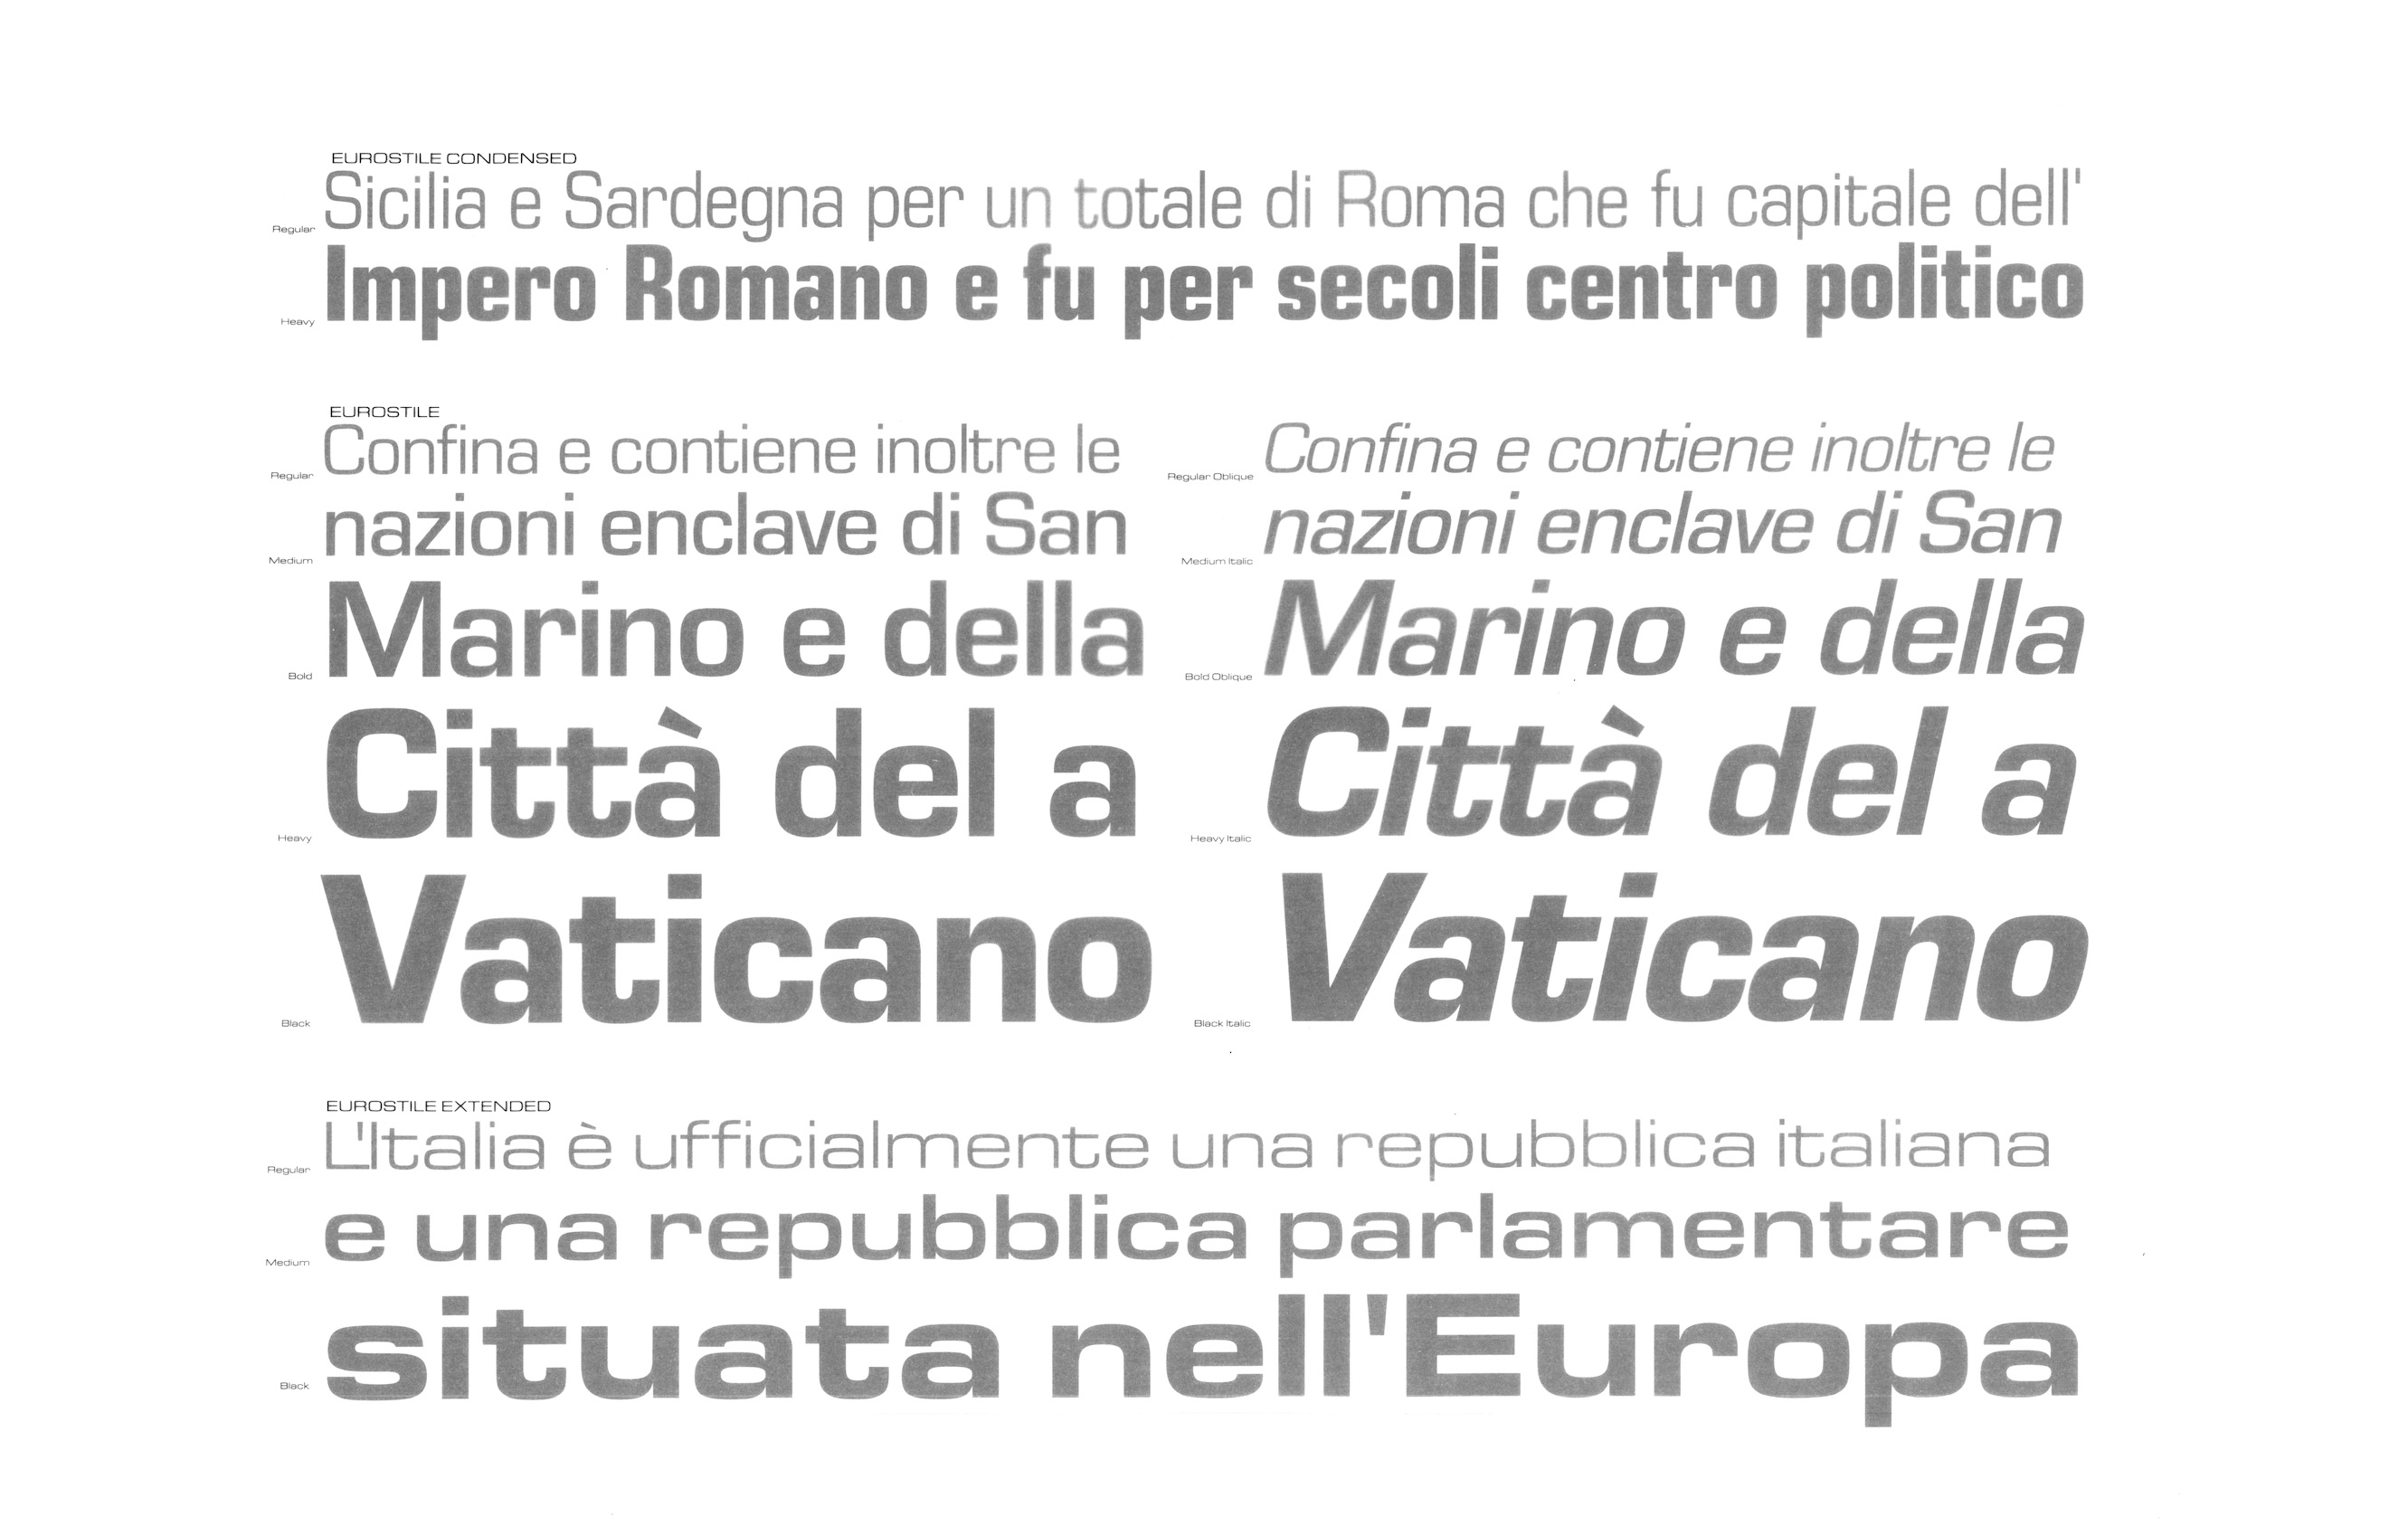 EUROSTILE CONDENSED
Regular Sicilia e Sardegna per un totale di Roma che fu capitale dell'
Heavy Impero Romano e fu per secoli centro politico
EUROSTILE
Regular Confina e contiene inoltre le
Medium nazioni enclave di San
Bold Marino e della
Heavy Città del a
Black Vaticano
Regular Oblique Confina e contiene inoltre le
Medium Italic nazioni enclave di San
Bold Oblique Marino e della
Heavy Italic Città del a
Black Italic Vaticano
EUROSTILE EXTENDED
Regular L'Italia è ufficialmente una repubblica italiana
Medium e una repubblica parlamentare
Black situata nell'Europa